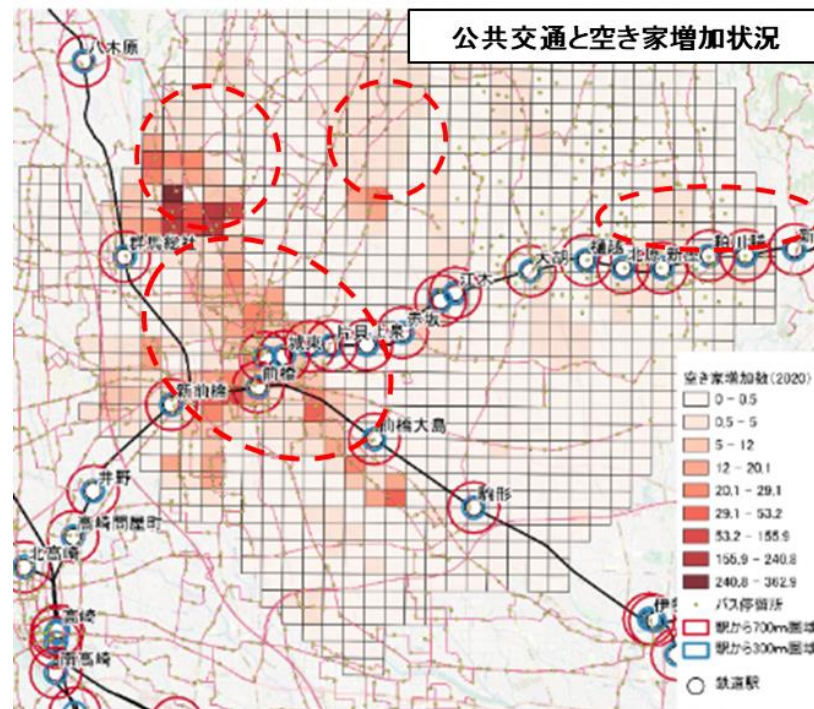 公共交通と空き家増加状況
八木原
群馬総社
新前橋
前橋
城東
片貝
上泉
赤坂
江木
大胡
樋越
北原
新屋
粕川
膳
新
前橋大島
駒形
井野
高崎問屋町
北高崎
高崎
南高崎
空き家増加数(2020)
0 - 0.5
0.5 - 5
5 - 12
12 - 20.1
20.1 - 29.1
29.1 - 53.2
53.2 - 155.9
155.9 - 240.8
240.8 - 362.9
バス停留所
駅から700m圏域
駅から300m圏域
鉄道駅